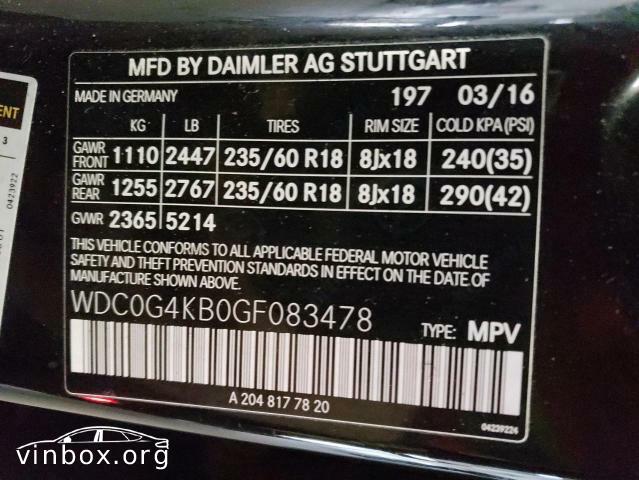 MFD BY DAIMLER AG STUTTGART
MADE IN GERMANY 197 03/16
KG LB TIRES RIM SIZE COLD KPA(PSI)
GAWR FRONT 1110 2447 235/60 R18 8Jx18 240(35)
GAWR REAR 1255 2767 235/60 R18 8Jx18 290(42)
GVWR 2365 5214
THIS VEHICLE CONFORMS TO ALL APPLICABLE FEDERAL MOTOR VEHICLE
SAFETY AND THEFT PREVENTION STANDARDS IN EFFECT ON THE DATE OF
MANUFACTURE SHOWN ABOVE.
WDC0G4KB0GF083478 TYPE: MPV
A 204 817 78 20
04239224
ENT
3
0423922
vinbox.org